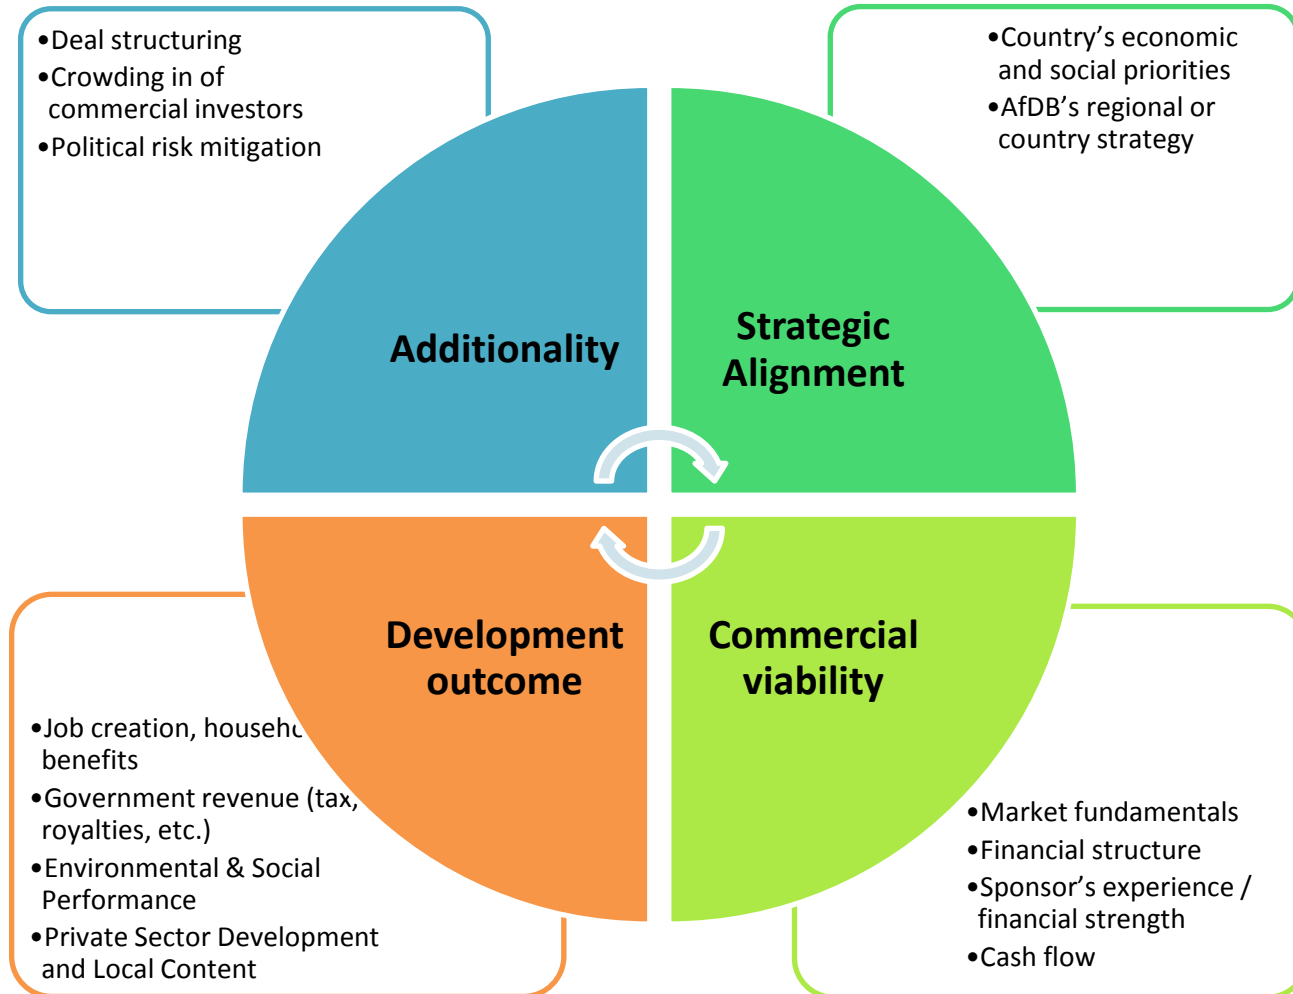 •Deal structuring
•Crowding in of
commercial investors
•Political risk mitigation
•Country’s economic
and social priorities
•AfDB’s regional or
country strategy
Additionality
Strategic
Alignment
Development
outcome
Commercial
viability
•Job creation,
benefits
•Government revenue (tax,
royalties, etc.)
•Environmental & Social
Performance
•Private Sector Development
and Local Content
•Market fundamentals
•Financial structure
•Sponsor’s experience /
financial strength
•Cash flow